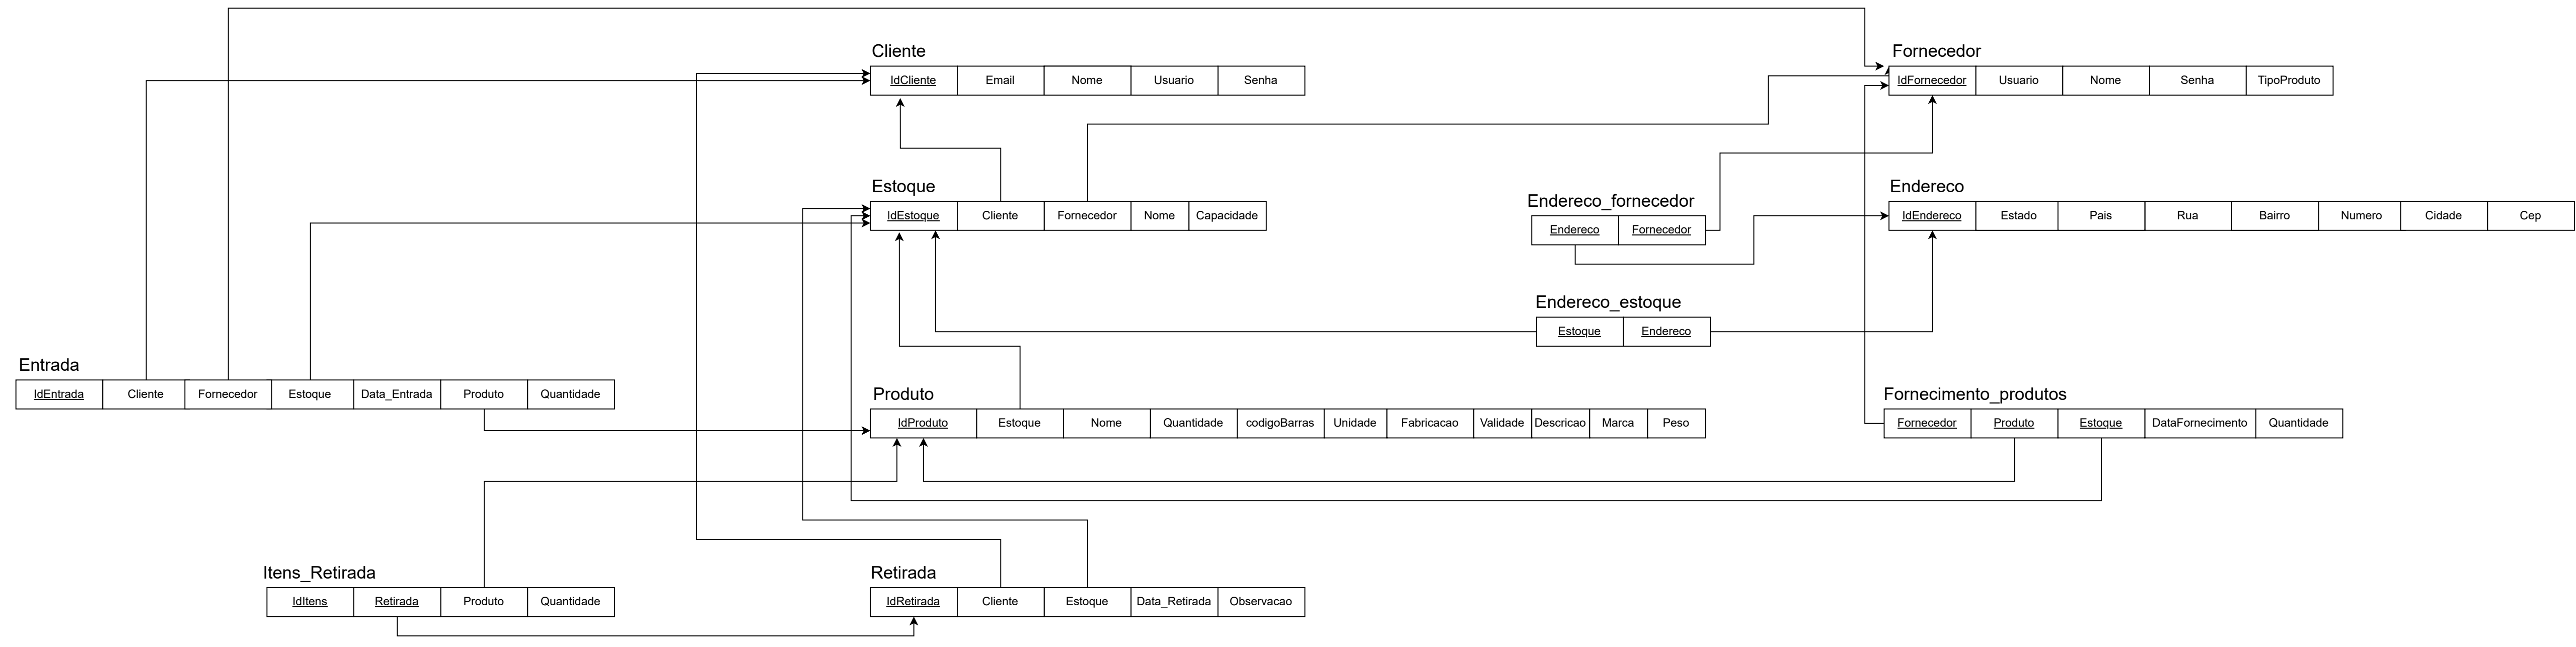 Cliente
IdCliente Email Nome Usuario Senha
Fornecedor
IdFornecedor Usuario Nome Senha TipoProduto
Estoque
IdEstoque Cliente Fornecedor Nome Capacidade
Endereco_fornecedor
Endereco Fornecedor
Endereco
IdEndereco Estado Pais Rua Bairro Numero Cidade Cep
Endereco_estoque
Estoque Endereco
Entrada
IdEntrada Cliente Fornecedor Estoque Data_Entrada Produto Quantidade
Produto
IdProduto Estoque Nome Quantidade codigoBarras Unidade Fabricacao Validade Descricao Marca Peso
Fornecimento_produtos
Fornecedor Produto Estoque DataFornecimento Quantidade
Itens_Retirada
IdItens Retirada Produto Quantidade
Retirada
IdRetirada Cliente Estoque Data_Retirada Observacao